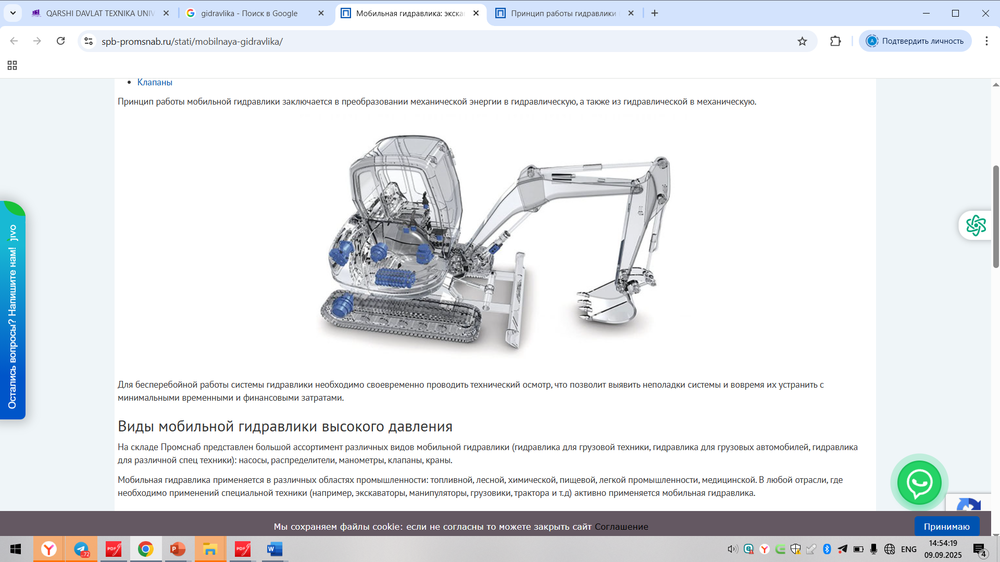 QARSHI DAVLAT TEXNIKA UNIV
gidravlika - Поиск в Google
Мобильная гидравлика: экска
Принцип работы гидравлики
spb-promsnab.ru/stati/mobilnaya-gidravlika/
А
Подтвердить личность
Клапаны
Принцип работы мобильной гидравлики заключается в преобразовании механической энергии в гидравлическую, а также из гидравлической в механическую.
Остались вопросы? Напишите нам! jivo
Для бесперебойной работы системы гидравлики необходимо своевременно проводить технический осмотр, что позволит выявить неполадки системы и вовремя их устранить с
минимальными временными и финансовыми затратами.
Виды мобильной гидравлики высокого давления
На складе Промснаб представлен большой ассортимент различных видов мобильной гидравлики (гидравлика для грузовой техники, гидравлика для грузовых автомобилей, гидравлика
для различной спец техники): насосы, распределители, манометры, клапаны, краны.
Мобильная гидравлика применяется в различных областях промышленности: топливной, лесной, химической, пищевой, легкой промышленности, медицинской. В любой отрасли, где
необходимо применений специальной техники (например, экскаваторы, манипуляторы, грузовики, трактора и т.д) активно применяется мобильная гидравлика.
Мы сохраняем файлы cookie: если не согласны то можете закрыть сайт Соглашение
Принимаю
..72
PDF
PDF
ENG
14:54:19
09.09.2025
4